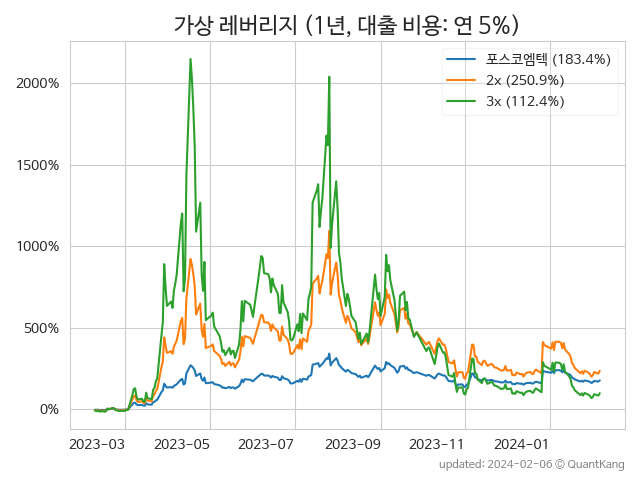 가상 레버리지 (1년, 대출 비용: 연 5%)
포스코엠텍 (183.4%)
2x (250.9%)
3x (112.4%)
2000%
1500%
1000%
500%
0%
2023-03 2023-05 2023-07 2023-09 2023-11 2024-01
updated: 2024-02-06 © QuantKang